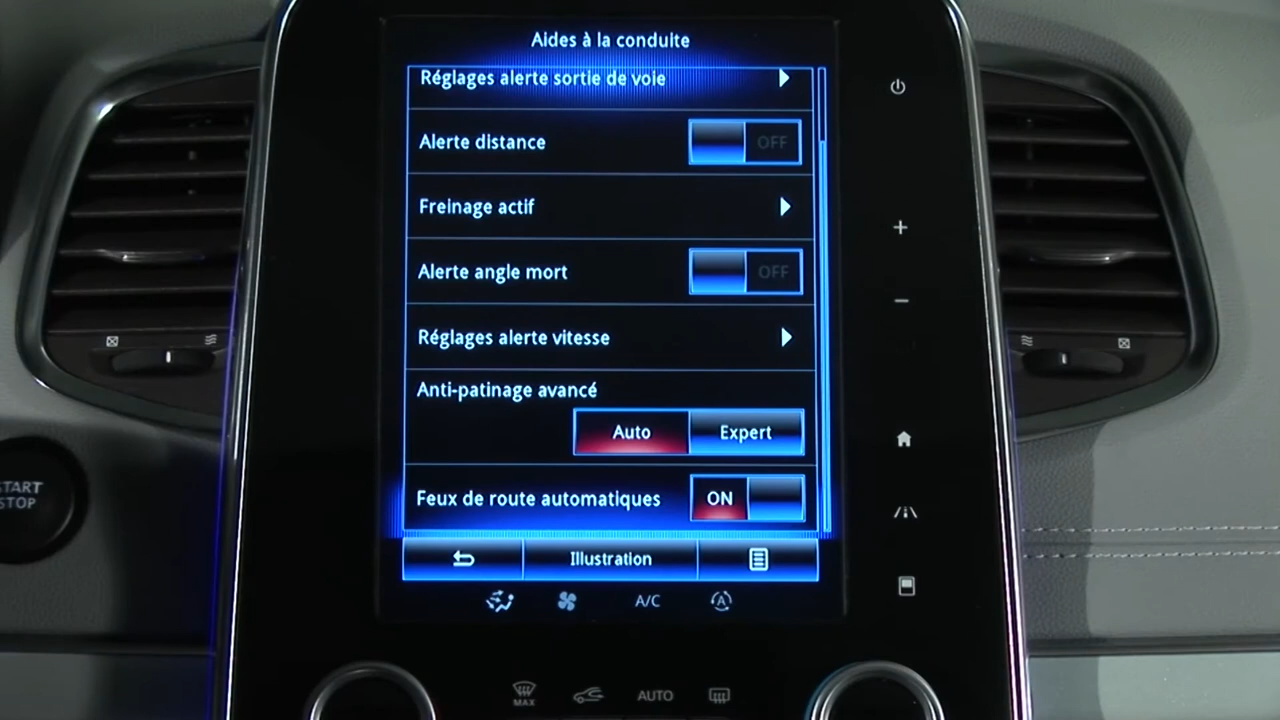 Aides à la conduite
Réglages alerte sortie de voie
Alerte distance OFF
Freinage actif
Alerte angle mort OFF
Réglages alerte vitesse
Anti-patinage avancé
Auto Expert
Feux de route automatiques ON
START
STOP
Illustration
A/C
A
MAX
AUTO